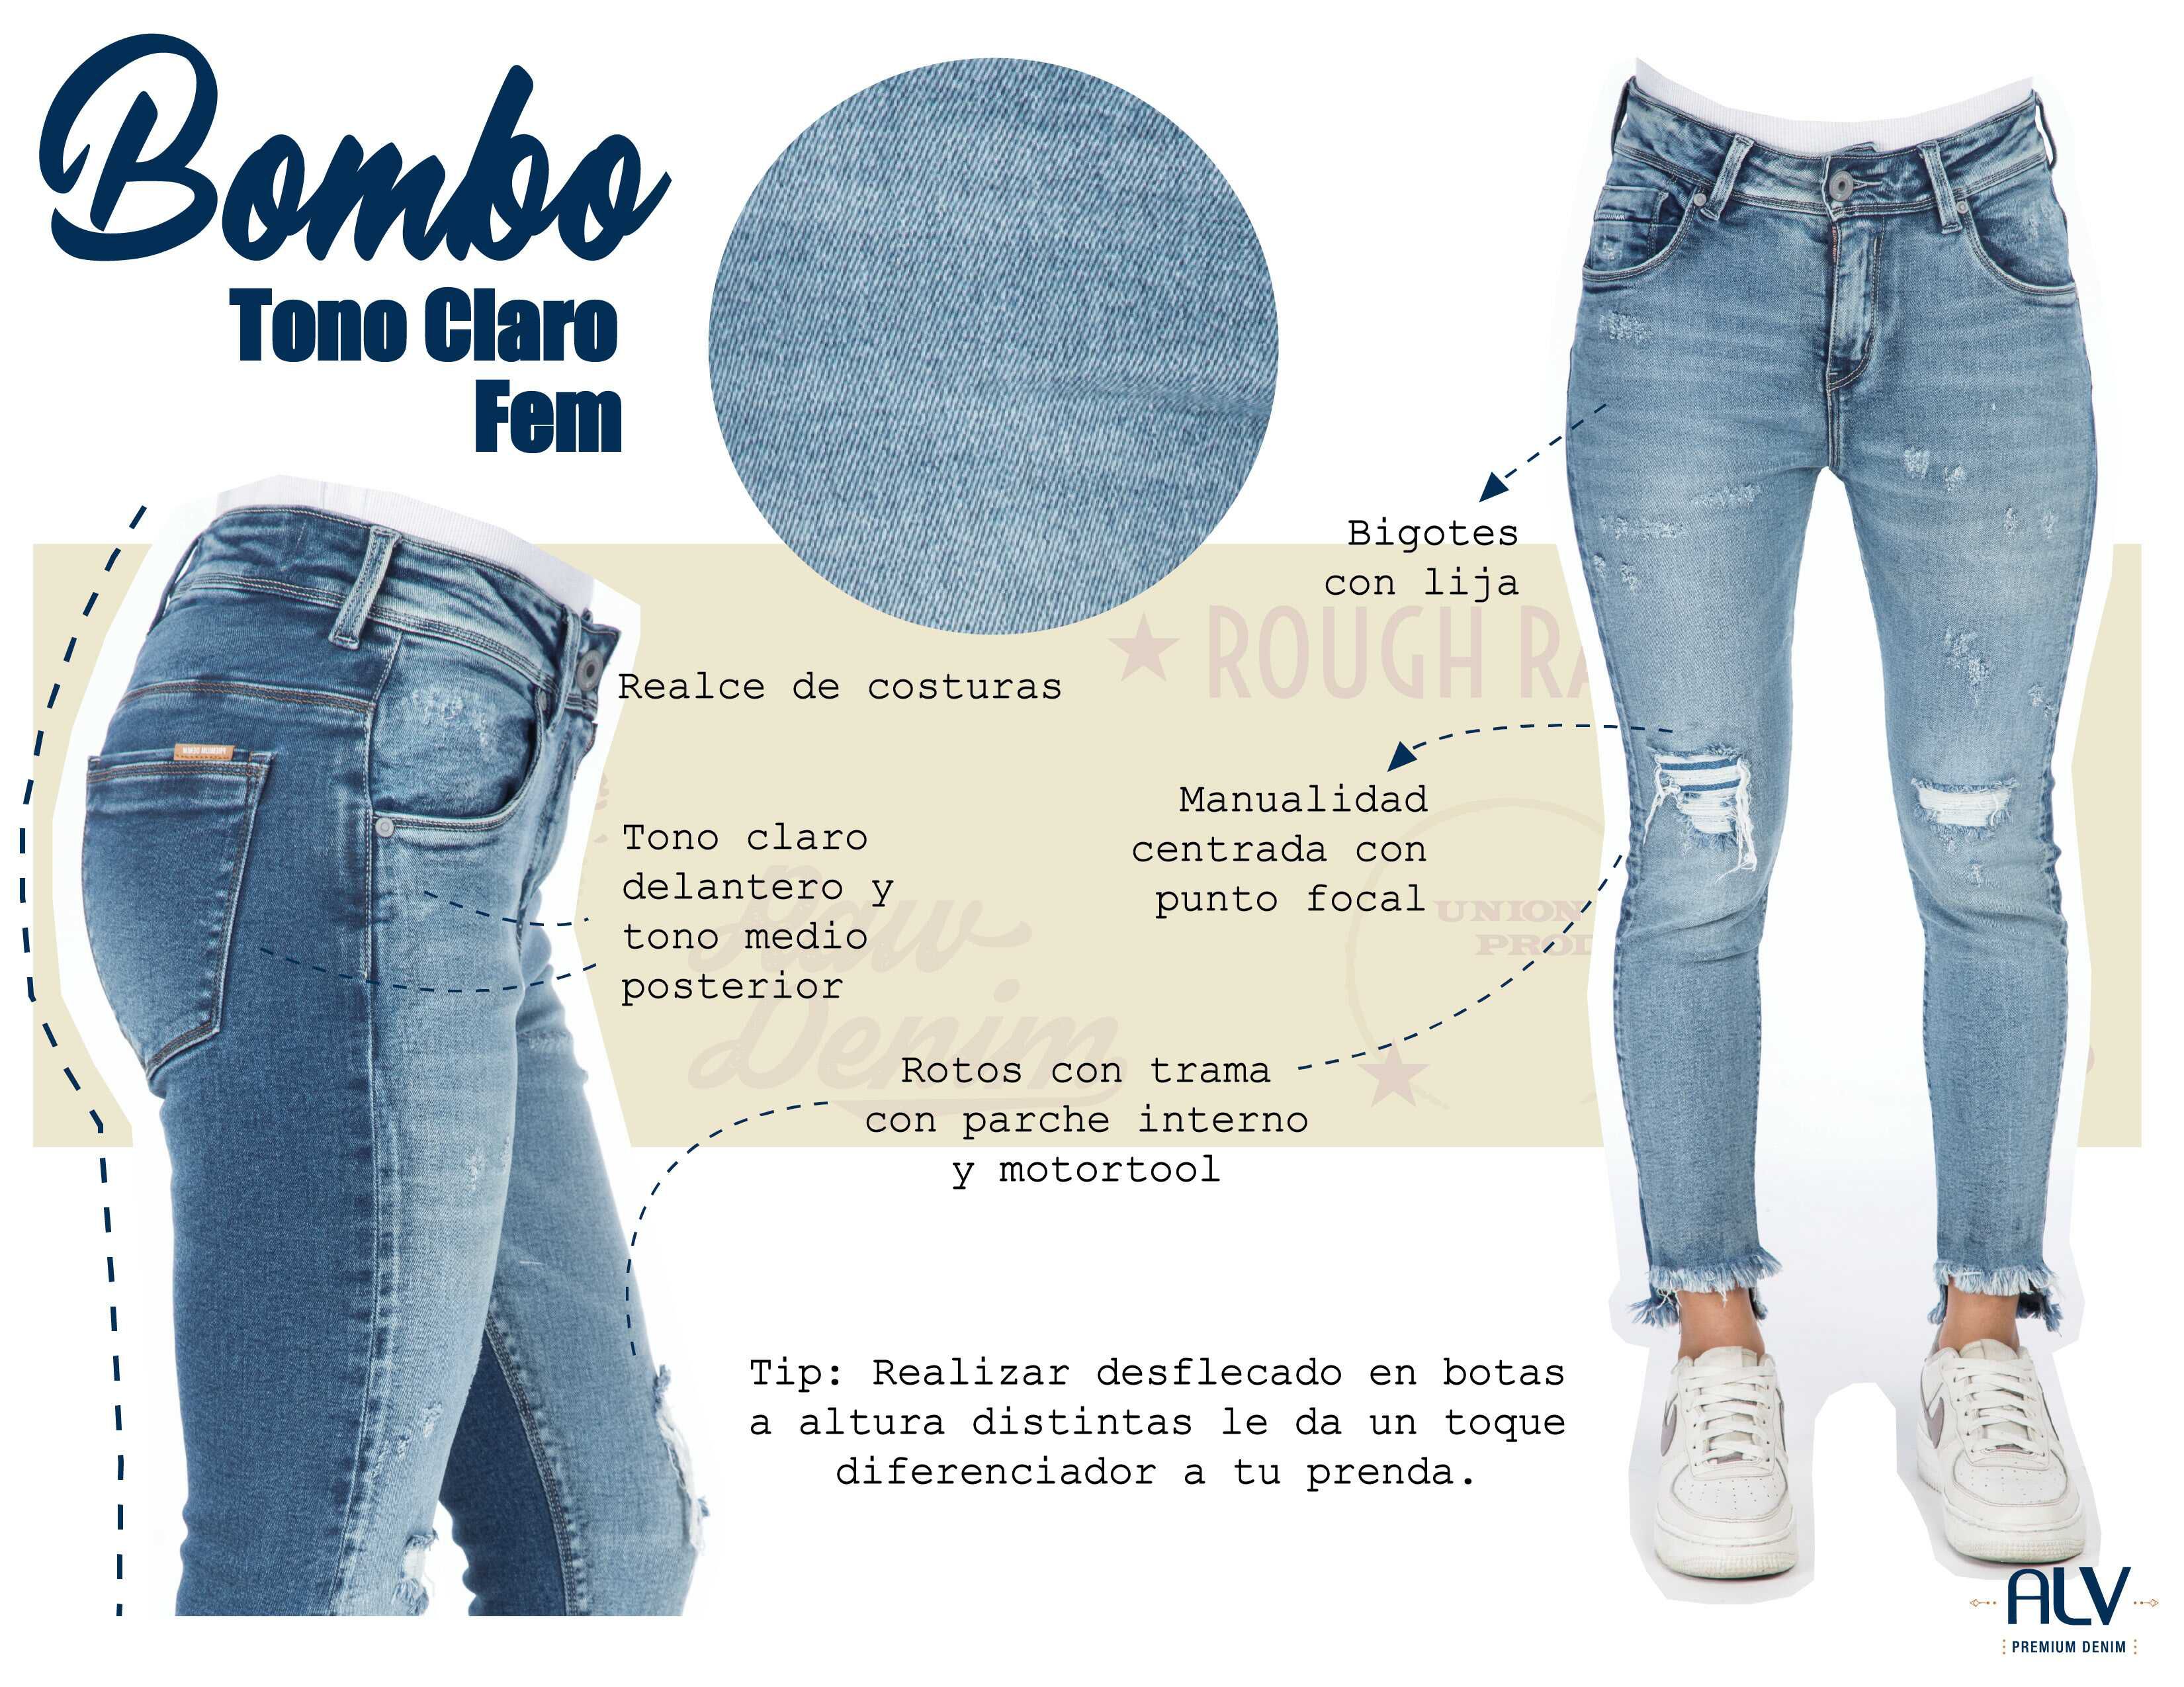 Bombo
Tono Claro
Fem
Bigotes
con lija
ROUGH RA
Realce de costuras
Manualidad
centrada con
punto focal
Tono claro
delantero y
tono medio
posterior
UNION
PROD
Raw
Denim
Rotos con trama
con parche interno
y motortool
Tip: Realizar desflecado en botas
a altura distintas le da un toque
diferenciador a tu prenda.
ALV
PREMIUM DENIM